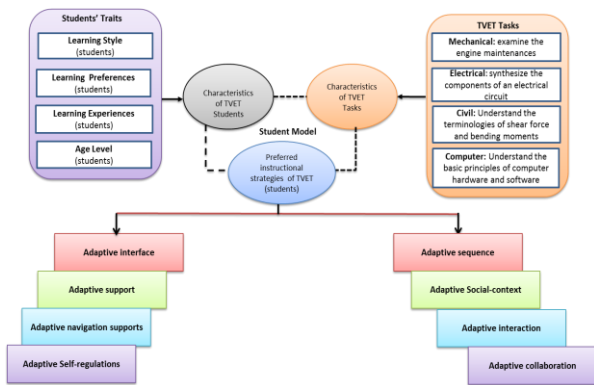 Students' Traits
Learning Style
(students)
Learning Preferences
(students)
Learning Experiences
(students)
Age Level
(students)
Characteristics
of TVET
Students
Characteristics
of TVET
Tasks
Student Model
Preferred
instructional
strategies of TVET
(students)
TVET Tasks
Mechanical: examine the
engine maintenances
Electrical: synthesize the
components of an electrical
circuit
Civil: Understand the
terminologies of shear force
and bending moments
Computer: Understand the
basic principles of computer
hardware and software
Adaptive interface
Adaptive support
Adaptive navigation supports
Adaptive Self-regulations
Adaptive sequence
Adaptive Social-context
Adaptive interaction
Adaptive collaboration